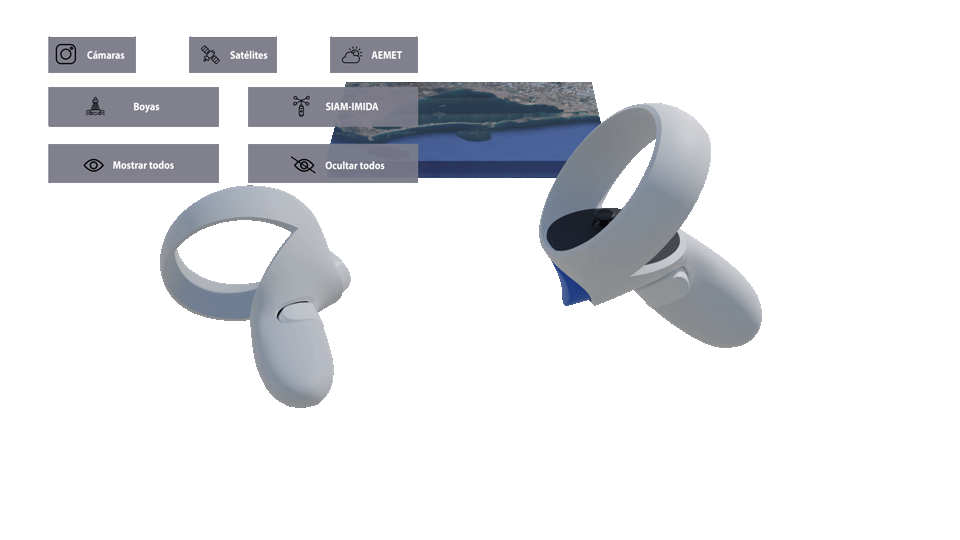 Cámaras
Satélites
AEMET
Boyas
SIAM-IMIDA
Mostrar todos
Ocultar todos